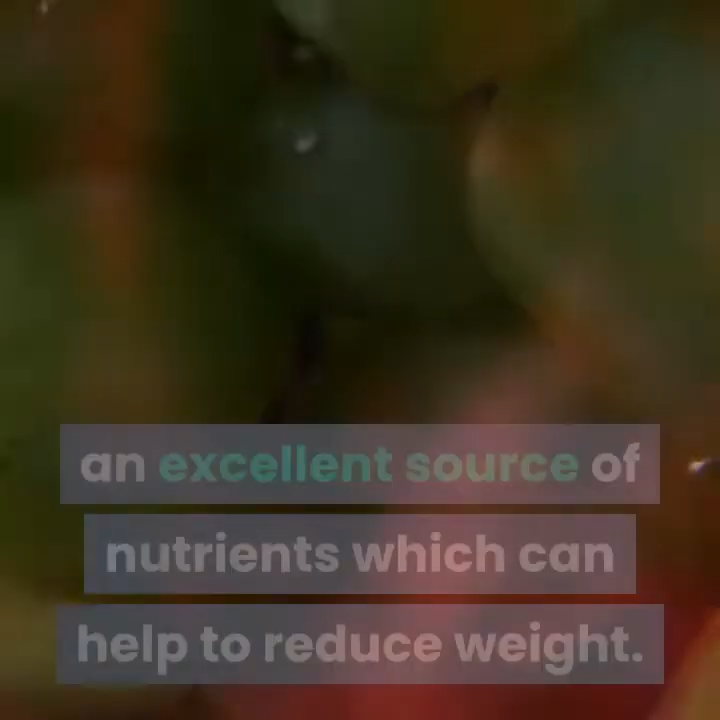 an excellent source of
nutrients which can
help to reduce weight.